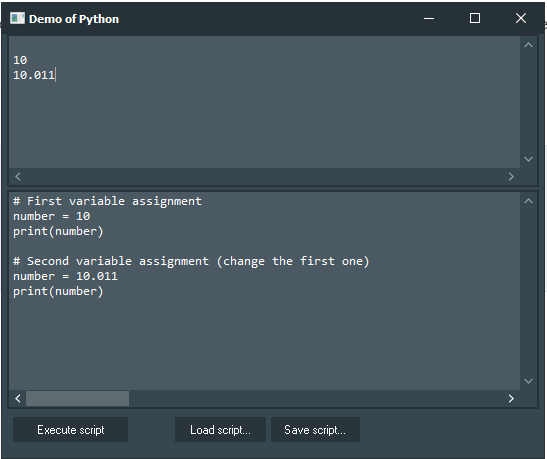 Demo of Python
10
10.011
# First variable assignment
number = 10
print(number)
# Second variable assignment (change the first one)
number = 10.011
print(number)
Execute script
Load script...
Save script...